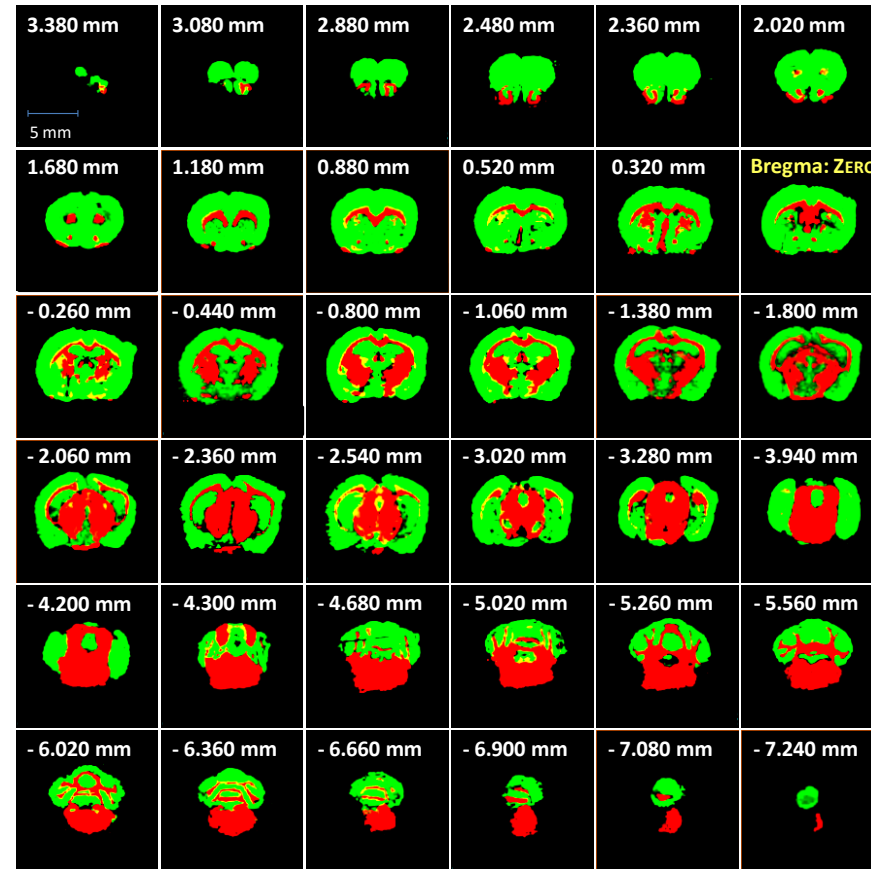 3.380 mm
3.080 mm
2.880 mm
2.480 mm
2.360 mm
2.020 mm
5 mm
1.680 mm
1.180 mm
0.880 mm
0.520 mm
0.320 mm
Bregma: ZERO
- 0.260 mm
- 0.440 mm
- 0.800 mm
- 1.060 mm
- 1.380 mm
- 1.800 mm
- 2.060 mm
- 2.360 mm
- 2.540 mm
- 3.020 mm
- 3.280 mm
- 3.940 mm
- 4.200 mm
- 4.300 mm
- 4.680 mm
- 5.020 mm
- 5.260 mm
- 5.560 mm
- 6.020 mm
- 6.360 mm
- 6.660 mm
- 6.900 mm
- 7.080 mm
- 7.240 mm